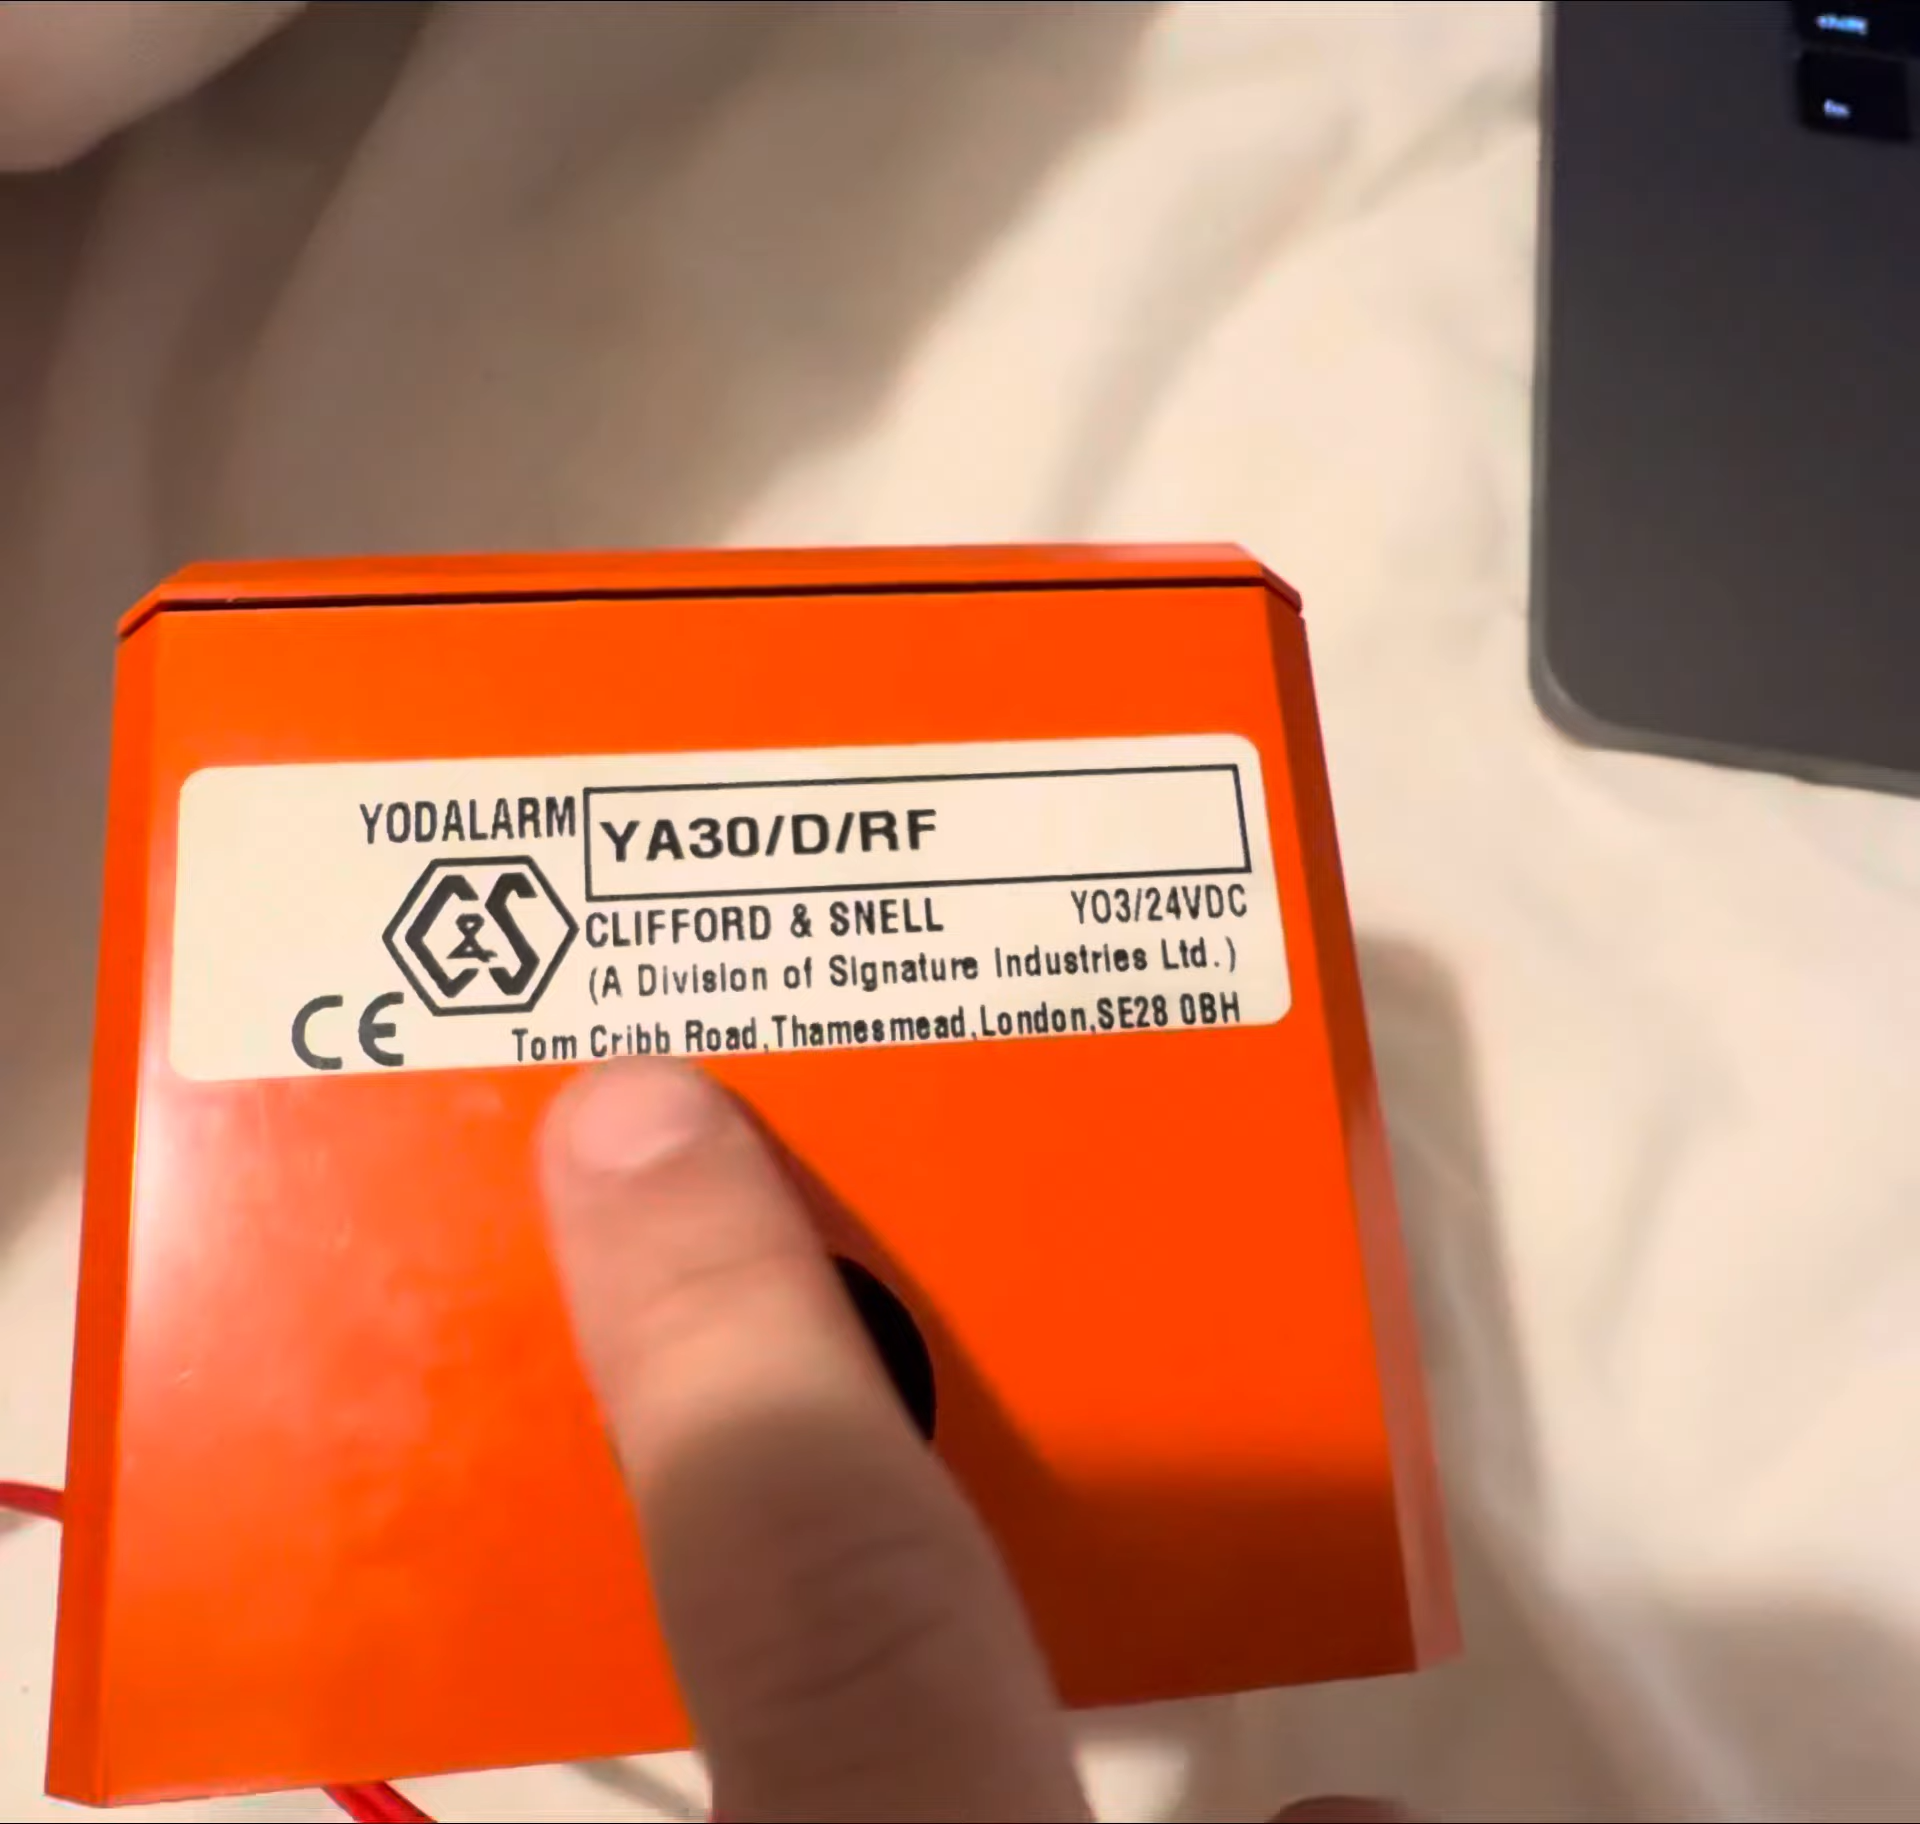 YODALARM YA30/D/RF
C&S
CLIFFORD & SNELL Y03/24VDC
(A Division of Signature Industries Ltd.)
CE Tom Cribb Road,Thamesmead,London,SE28 0BH